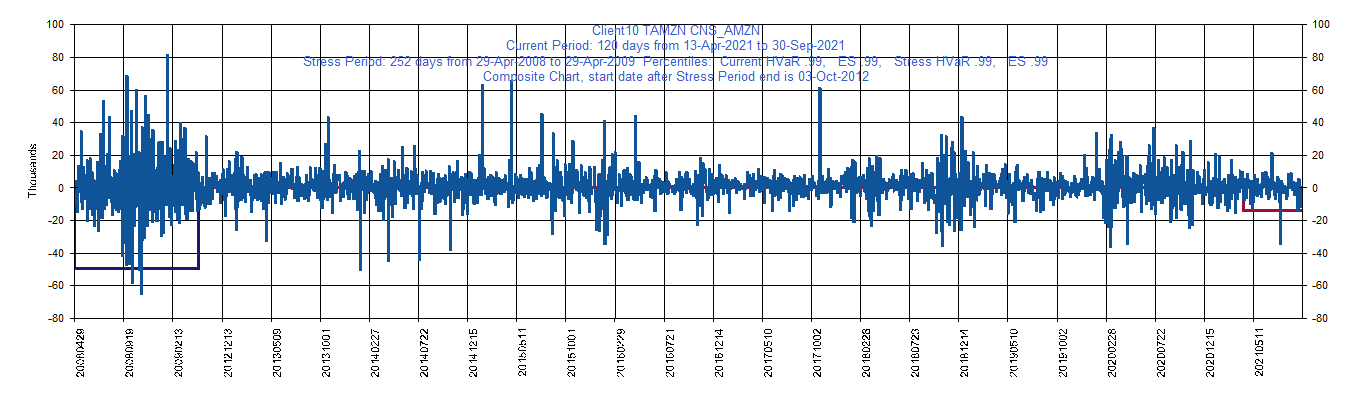 Client10 TAMZN CNS_AMZN
Current Period: 120 days from 13-Apr-2021 to 30-Sep-2021
Stress Period: 252 days from 29-Apr-2008 to 29-Apr-2009 Percentiles: Current HVaR .99, ES .99, Stress HVaR .99, ES .99
Composite Chart, start date after Stress Period end is 03-Oct-2012
Thousands
100 100
80 80
60 60
40 40
20 20
0 0
-20 -20
-40 -40
-60 -60
-80 -80
20080429 20080819 20090213 20121213 20130509 20131001 20140227 20140722 20141215 20150511 20151001 20160229 20160721 20161214 20170510 20171002 20180228 20180723 20181214 20190510 20191002 20200228 20200722 20201215 20210511